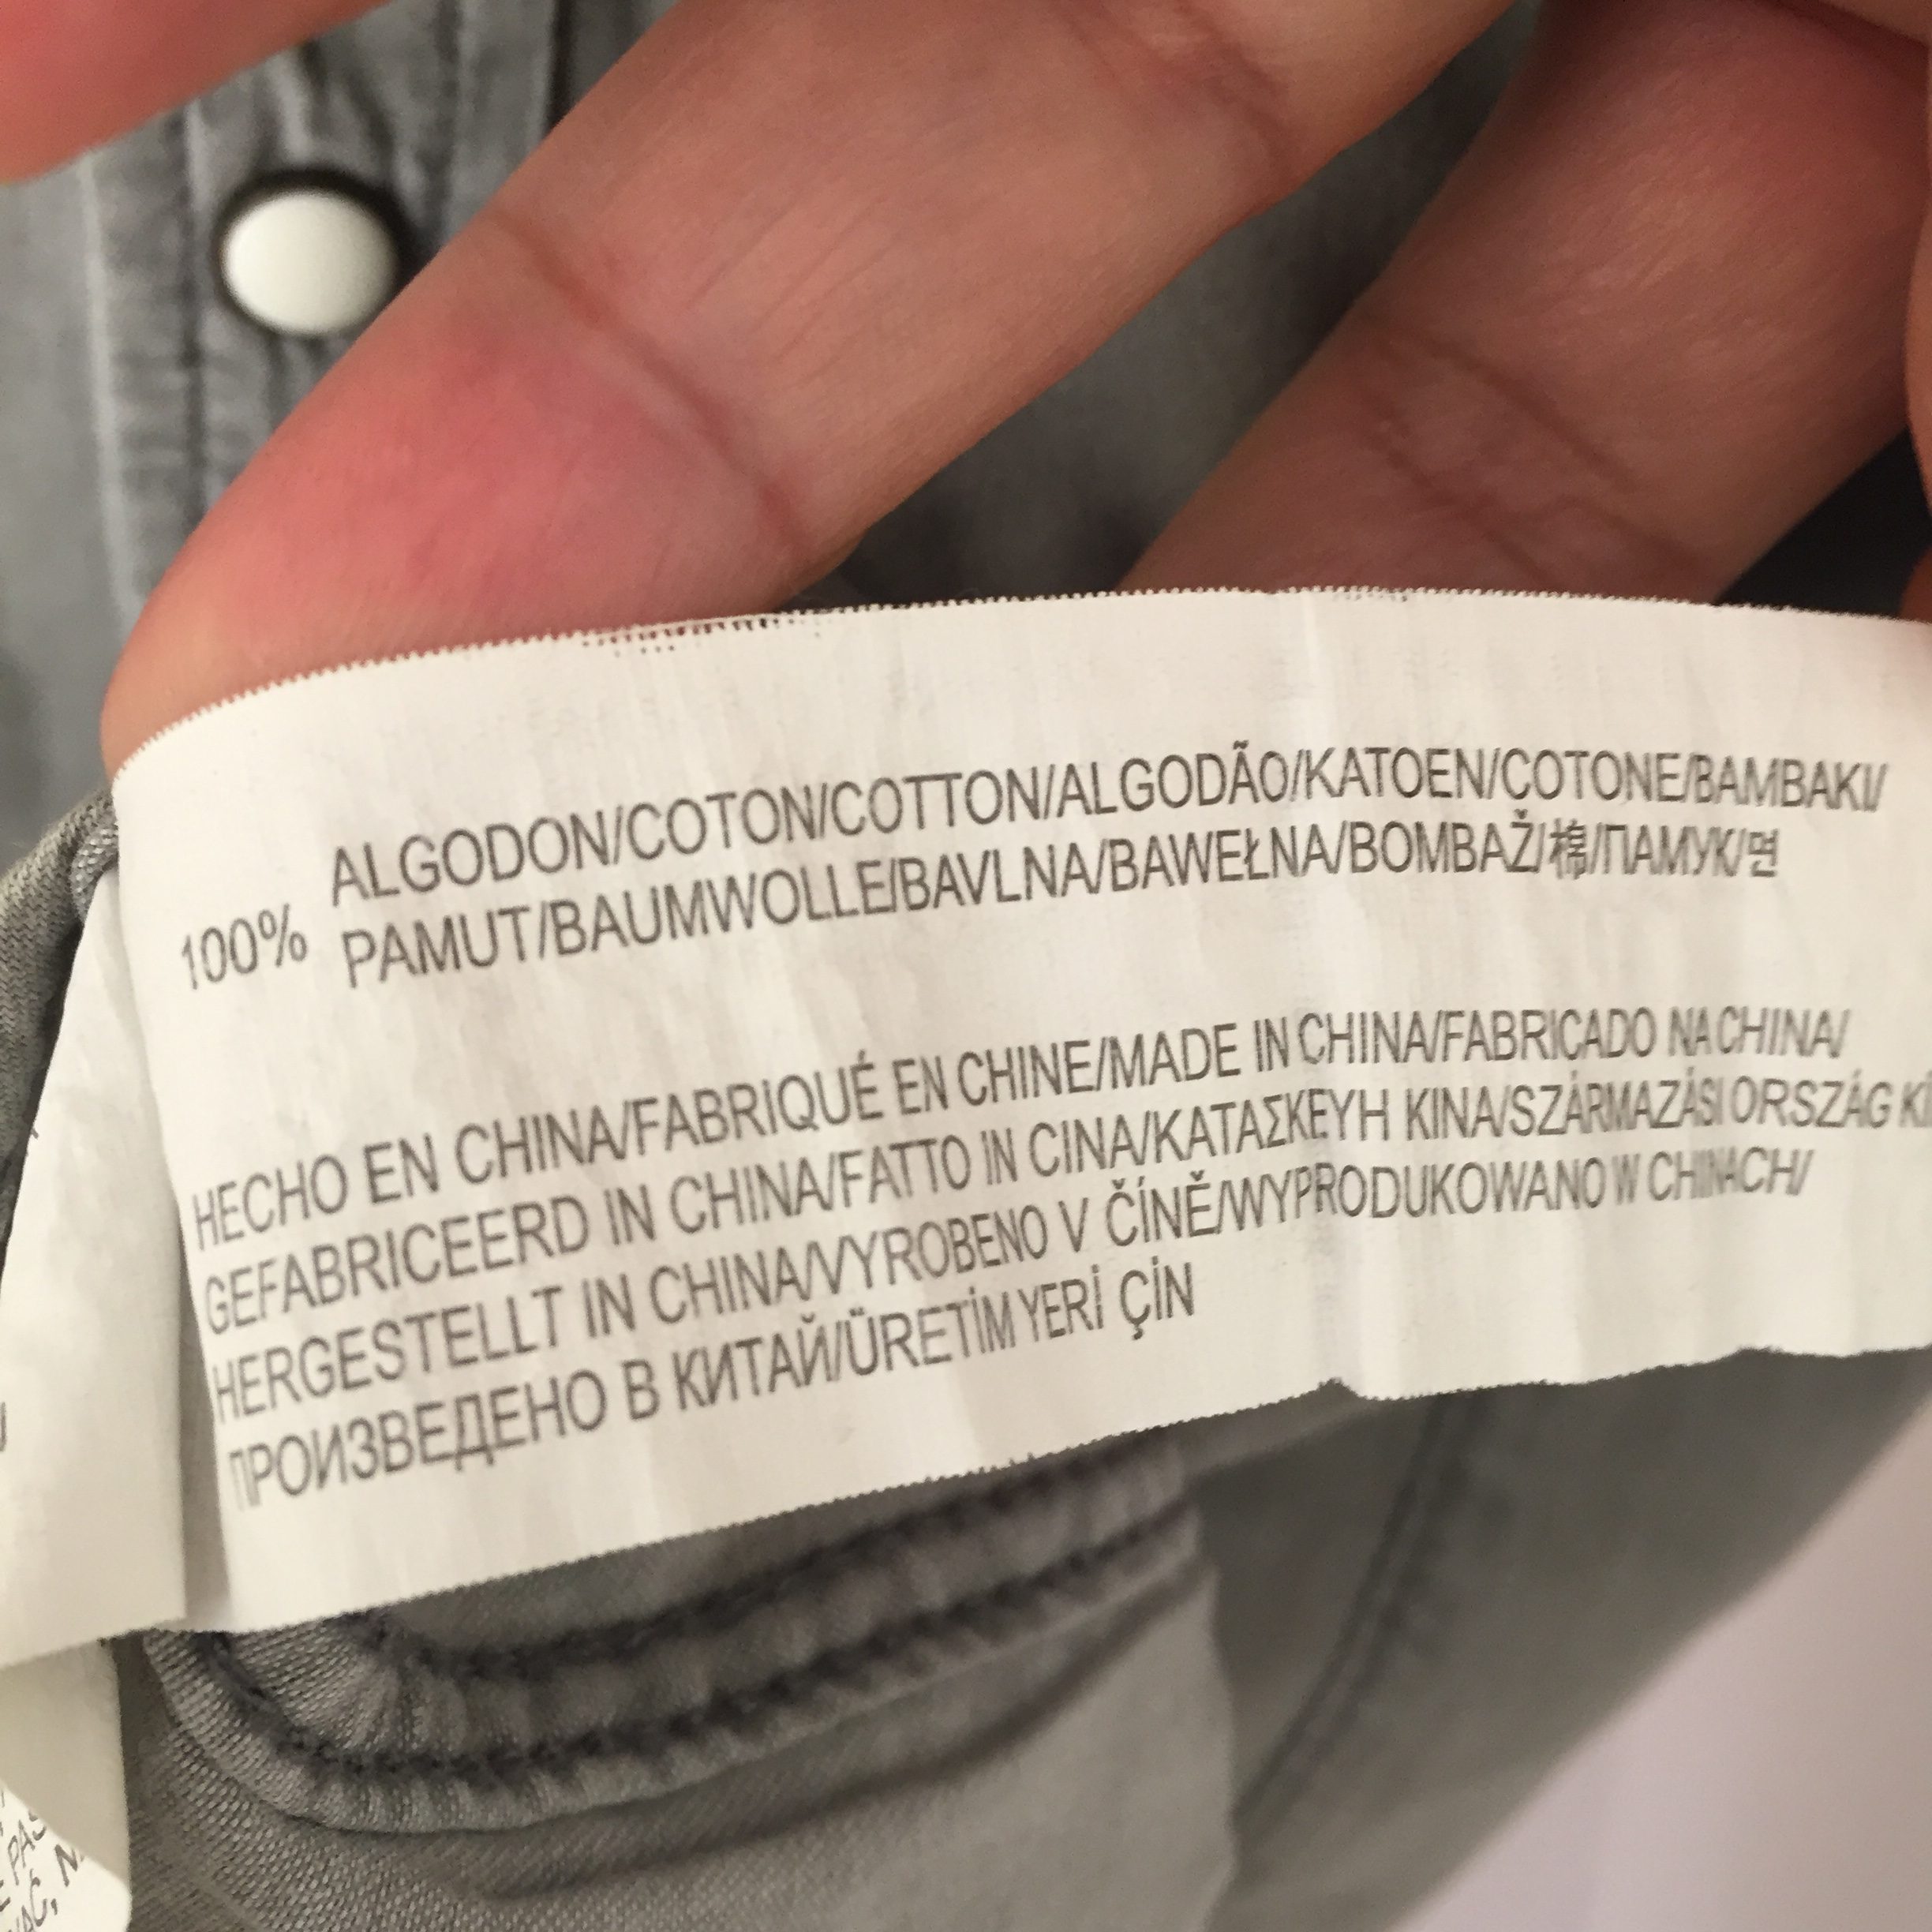 100% ALGODON/COTON/COTTON/ALGODÃO/KATOEN/COTONE/BAMBAKI/
PAMUT/BAUMWOLLE/BAVLNA/BAWEŁNA/BOMBAŽ/棉/ПАМУК/면
HECHO EN CHINA/FABRIQUÉ EN CHINE/MADE IN CHINA/FABRICADO NA CHINA/
GEFABRICEERD IN CHINA/FATTO IN CINA/ΚΑΤΑΣΚΕΥΗ ΚΙΝΑ/SZÁRMAZÁSI ORSZÁG
HERGESTELLT IN CHINA/VYROBENO V ČÍNĚ/WYPRODUKOWANO W CHINACH/
ПРОИЗВЕДЕНО В КИТАЙ/ÜRETİM YERİ ÇİN